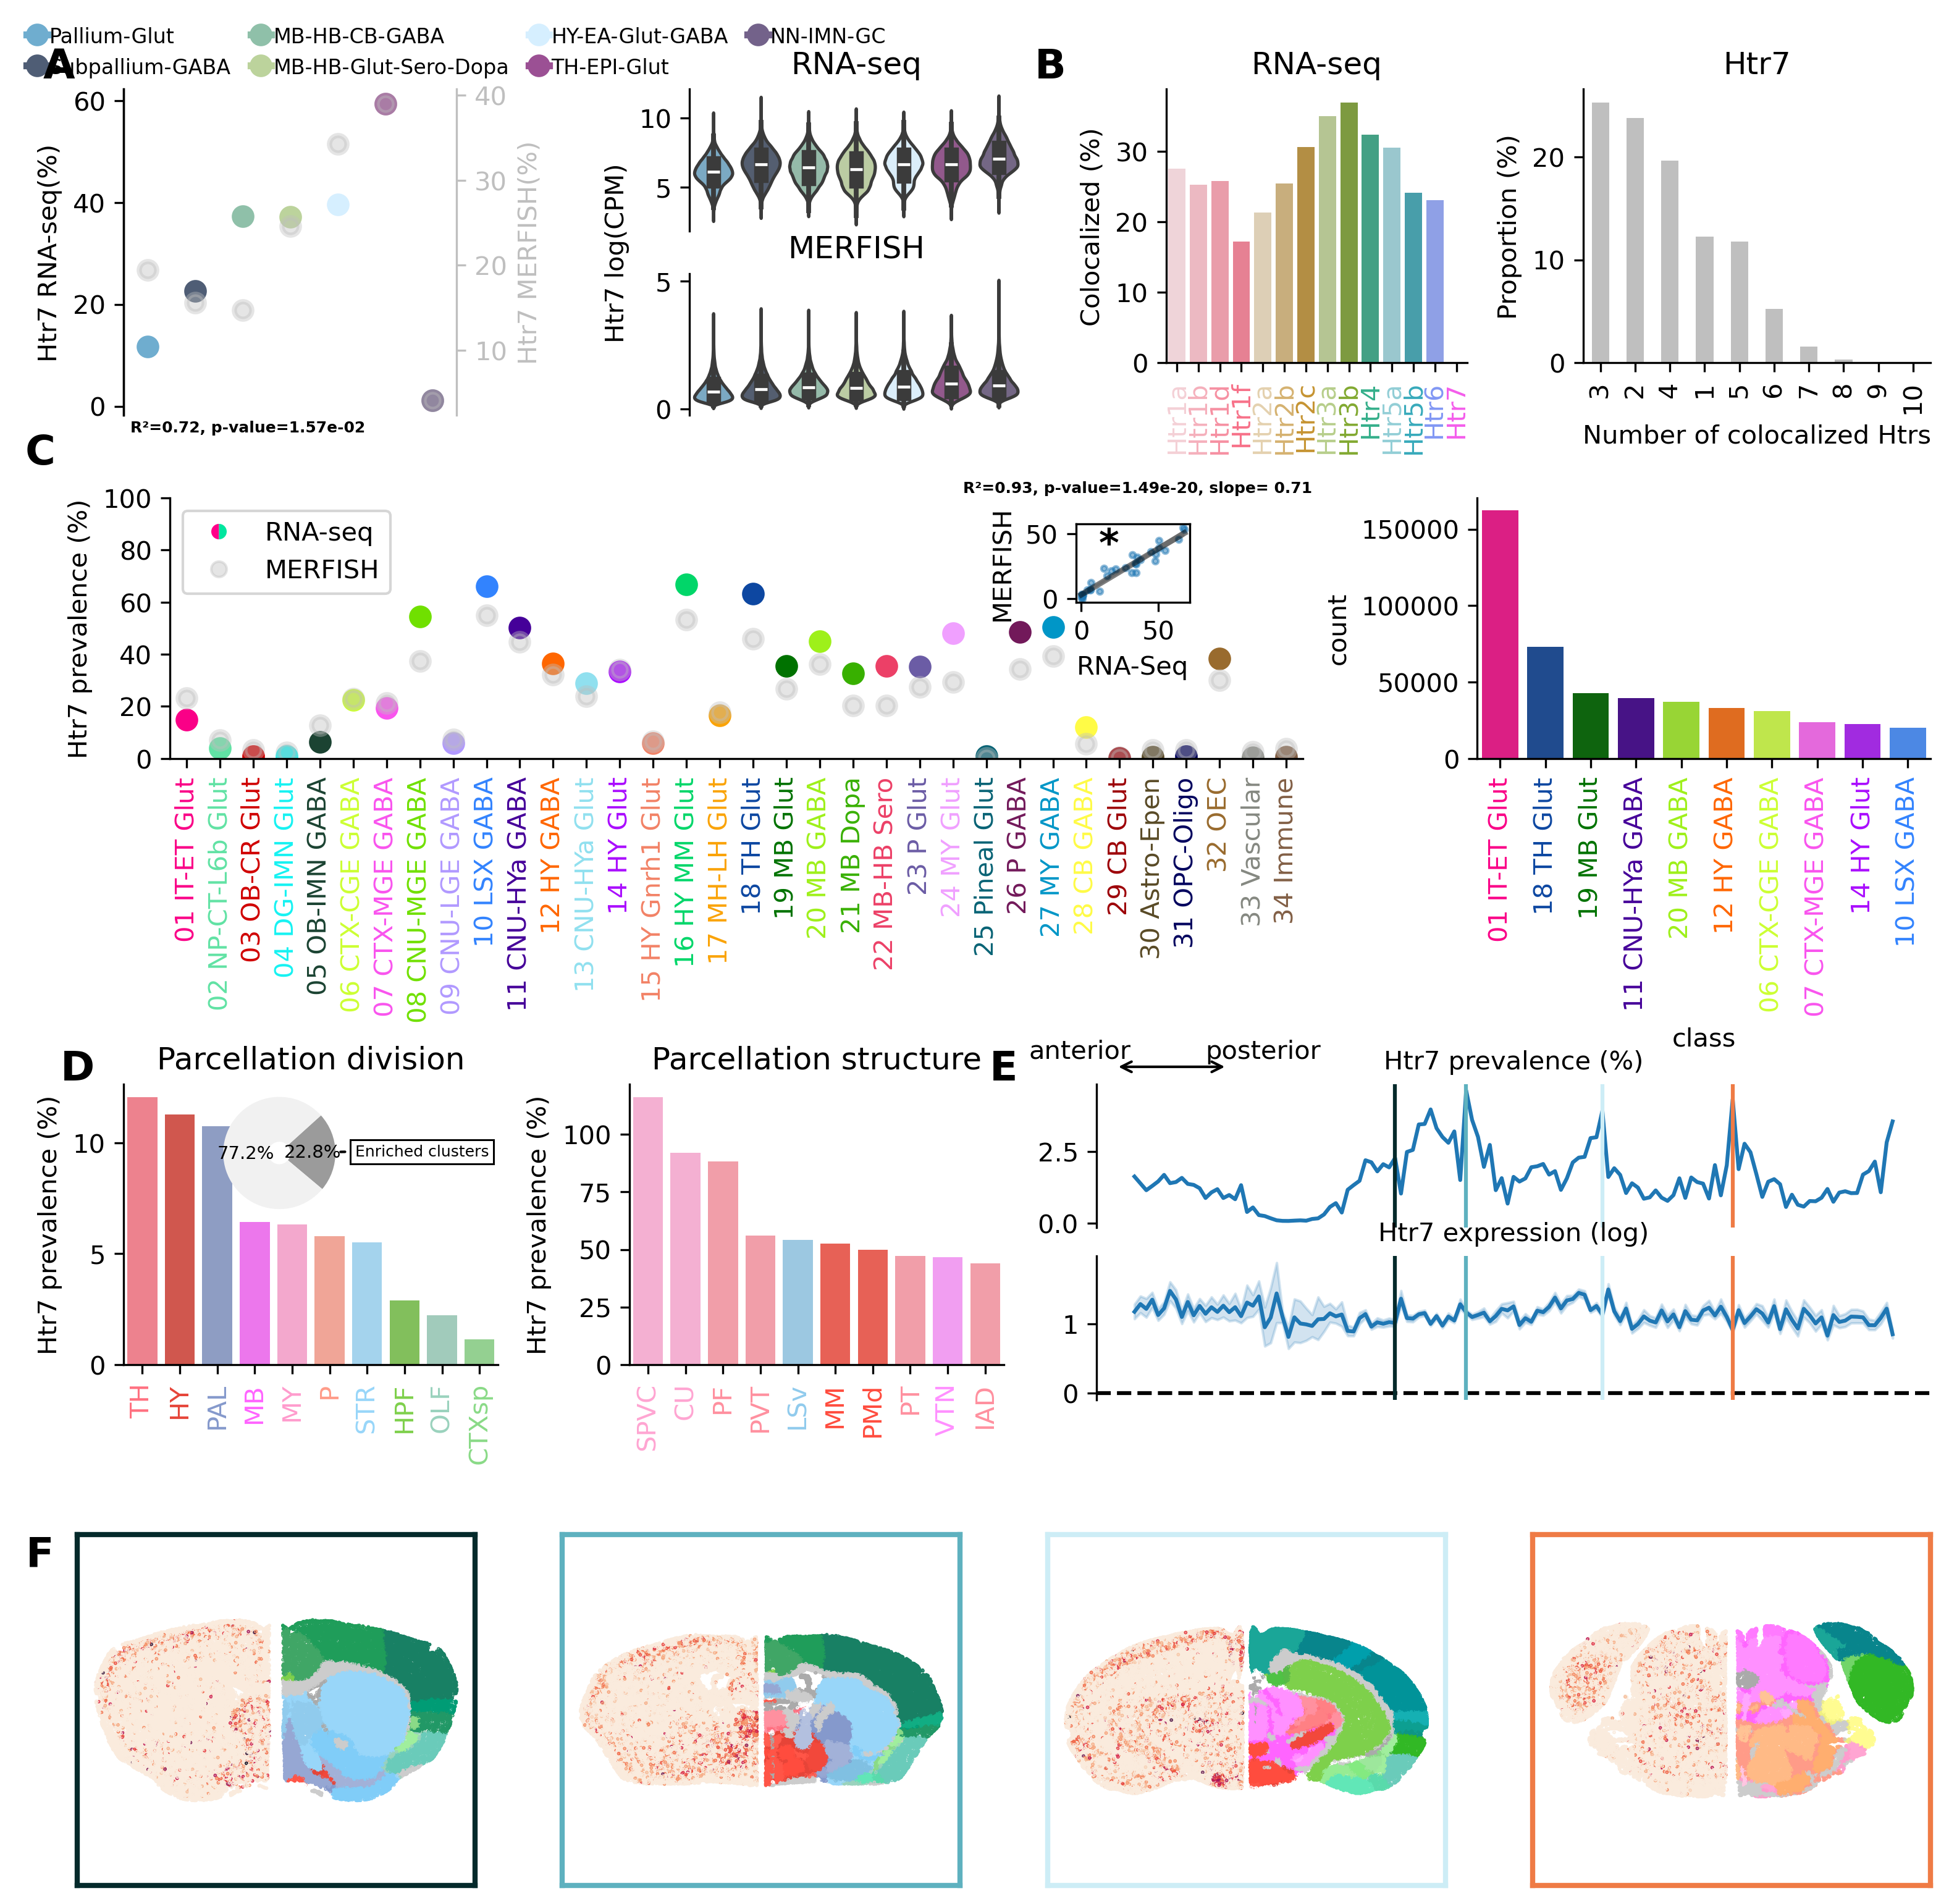 Pallium-Glut
MB-HB-CB-GABA
HY-EA-Glut-GABA
NN-IMN-GC
Subpallium-GABA
MB-HB-Glut-Sero-Dopa
TH-EPI-Glut
A
Htr7 RNA-seq(%)
60
40
20
0
Htr7 MERFISH(%)
40
30
20
10
R²=0.72, p-value=1.57e-02
RNA-seq
Htr7 log(CPM)
10
5
MERFISH
5
0
B
RNA-seq
Colocalized (%)
30
20
10
0
Htr1a
Htr1b
Htr1d
Htr1f
Htr2a
Htr2b
Htr2c
Htr3a
Htr3b
Htr4
Htr5a
Htr5b
Htr6
Htr7
Htr7
Proportion (%)
20
10
0
3
2
4
1
5
6
7
8
9
10
Number of colocalized Htrs
C
Htr7 prevalence (%)
100
80
60
40
20
0
RNA-seq
MERFISH
R²=0.93, p-value=1.49e-20, slope= 0.71
MERFISH
50
0
*
0
50
RNA-Seq
01 IT-ET Glut
02 NP-CT-L6b Glut
03 OB-CR Glut
04 DG-IMN Glut
05 OB-IMN GABA
06 CTX-CGE GABA
07 CTX-MGE GABA
08 CNU-MGE GABA
09 CNU-LGE GABA
10 LSX GABA
11 CNU-HYa GABA
12 HY GABA
13 CNU-HYa Glut
14 HY Glut
15 HY Gnrh1 Glut
16 HY MM Glut
17 MH-LH Glut
18 TH Glut
19 MB Glut
20 MB GABA
21 MB Dopa
22 MB-HB Sero
23 P Glut
24 MY Glut
25 Pineal Glut
26 P GABA
27 MY GABA
28 CB GABA
29 CB Glut
30 Astro-Epen
31 OPC-Oligo
32 OEC
33 Vascular
34 Immune
count
150000
100000
50000
0
01 IT-ET Glut
18 TH Glut
19 MB Glut
11 CNU-HYa GABA
20 MB GABA
12 HY GABA
06 CTX-CGE GABA
07 CTX-MGE GABA
14 HY Glut
10 LSX GABA
class
D
Parcellation division
Htr7 prevalence (%)
10
5
0
77.2%
22.8%
Enriched clusters
TH
HY
PAL
MB
MY
P
STR
HPF
OLF
CTXsp
Parcellation structure
Htr7 prevalence (%)
100
75
50
25
0
SPVC
CU
PF
PVT
LSv
MM
PMd
PT
VTN
IAD
E
anterior
posterior
Htr7 prevalence (%)
2.5
0.0
Htr7 expression (log)
1
0
F